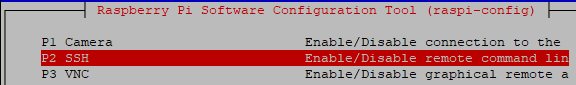 Raspberry Pi Software Configuration Tool (raspi-config)
P1 Camera Enable/Disable connection to the
P2 SSH Enable/Disable remote command lin
P3 VNC Enable/Disable graphical remote a